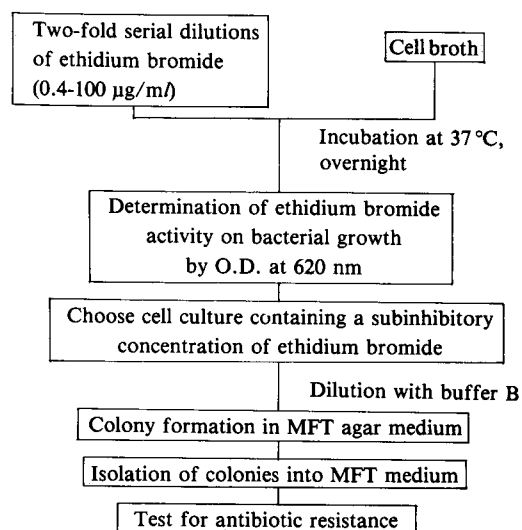 Two-fold serial dilutions
of ethidium bromide
(0.4-100 µg/ml)
Cell broth
Incubation at 37 °C,
overnight
Determination of ethidium bromide
activity on bacterial growth
by O.D. at 620 nm
Choose cell culture containing a subinhibitory
concentration of ethidium bromide
Dilution with buffer B
Colony formation in MFT agar medium
Isolation of colonies into MFT medium
Test for antibiotic resistance